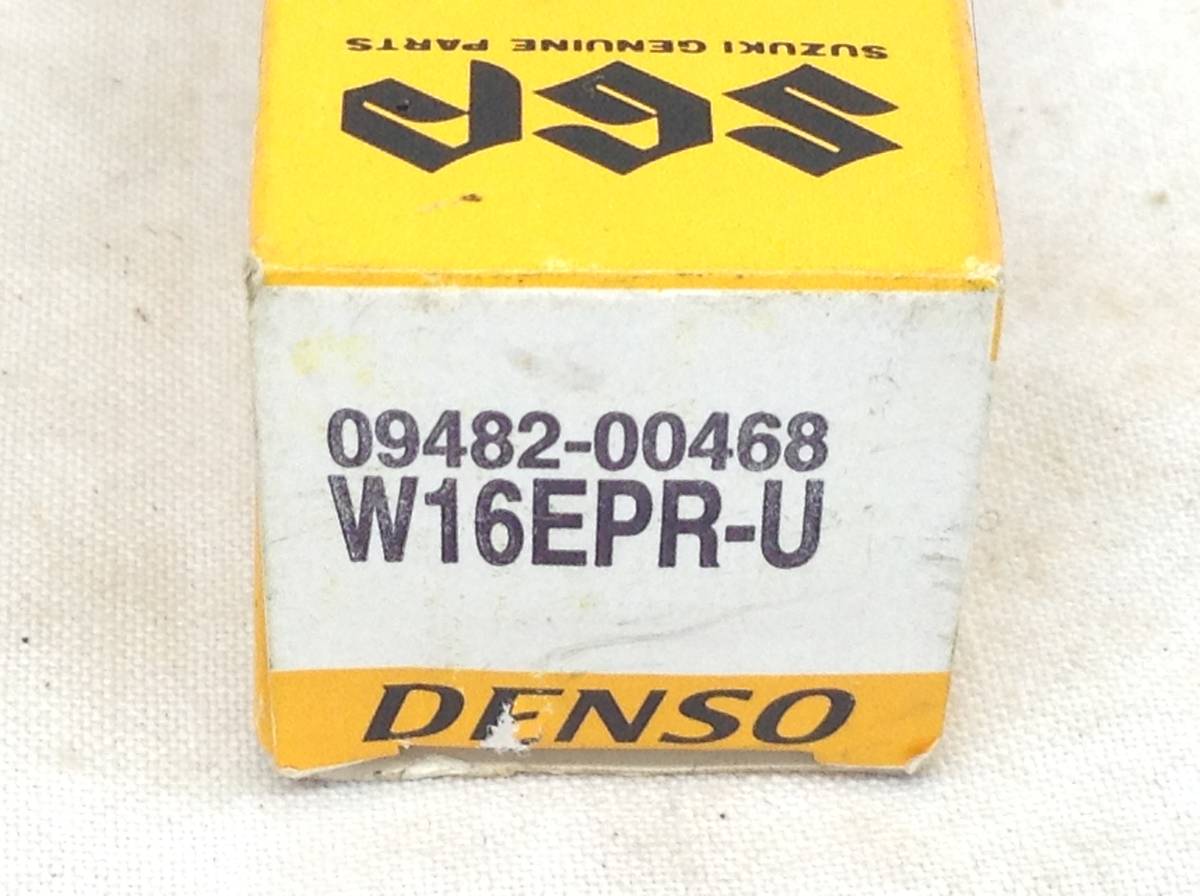 SUZUKI GENUINE PARTS
SGP
09482-00468
W16EPR-U
DENSO